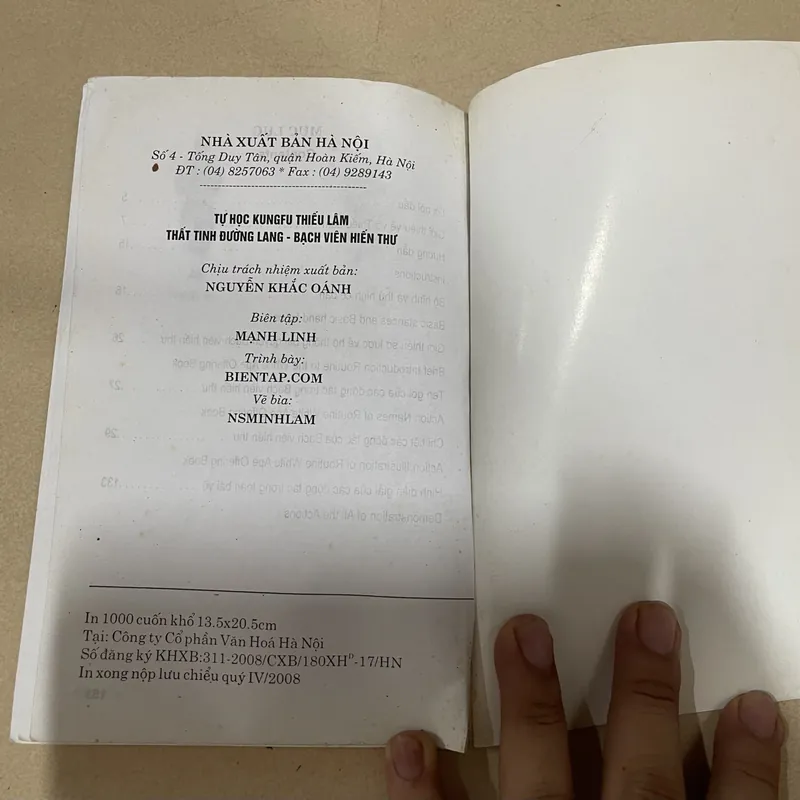 NHÀ XUẤT BẢN HÀ NỘI
Số 4 - Tống Duy Tân, quận Hoàn Kiếm, Hà Nội
ĐT : (04) 8257063 * Fax : (04) 9289143
TỰ HỌC KUNGFU THIẾU LÂM
THẤT TINH ĐƯỜNG LANG - BẠCH VIÊN HIẾN THƯ
Chịu trách nhiệm xuất bản:
NGUYỄN KHẮC OÁNH
Biên tập:
MẠNH LINH
Trình bày:
BIENTAP.COM
Vẽ bìa:
NSMINHLAM
In 1000 cuốn khổ 13.5x20.5cm
Tại: Công ty Cổ phần Văn Hoá Hà Nội
Số đăng ký KHXB:311-2008/CXB/180XHᴰ-17/HN
In xong nộp lưu chiểu quý IV/2008